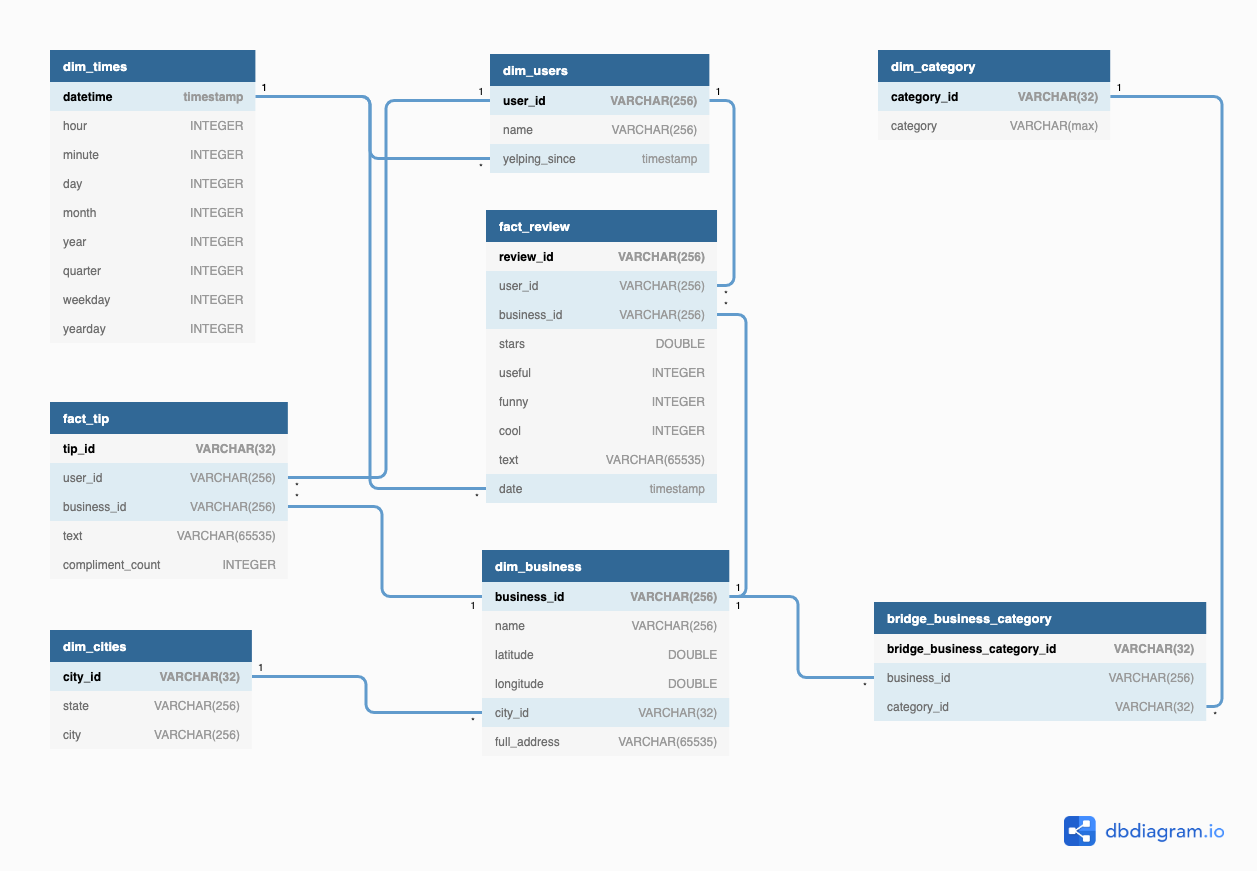 dim_times
datetime timestamp
hour INTEGER
minute INTEGER
day INTEGER
month INTEGER
year INTEGER
quarter INTEGER
weekday INTEGER
yearday INTEGER
1
dim_users
user_id VARCHAR(256)
name VARCHAR(256)
yelping_since timestamp
1
1
*
dim_category
category_id VARCHAR(32)
category VARCHAR(max)
1
fact_review
review_id VARCHAR(256)
user_id VARCHAR(256)
business_id VARCHAR(256)
stars DOUBLE
useful INTEGER
funny INTEGER
cool INTEGER
text VARCHAR(65535)
date timestamp
*
*
*
fact_tip
tip_id VARCHAR(32)
user_id VARCHAR(256)
business_id VARCHAR(256)
text VARCHAR(65535)
compliment_count INTEGER
*
*
dim_business
business_id VARCHAR(256)
name VARCHAR(256)
latitude DOUBLE
longitude DOUBLE
city_id VARCHAR(32)
full_address VARCHAR(65535)
1
1
1
*
dim_cities
city_id VARCHAR(32)
state VARCHAR(256)
city VARCHAR(256)
1
bridge_business_category
bridge_business_category_id VARCHAR(32)
business_id VARCHAR(256)
category_id VARCHAR(32)
*
*
dbdiagram.io